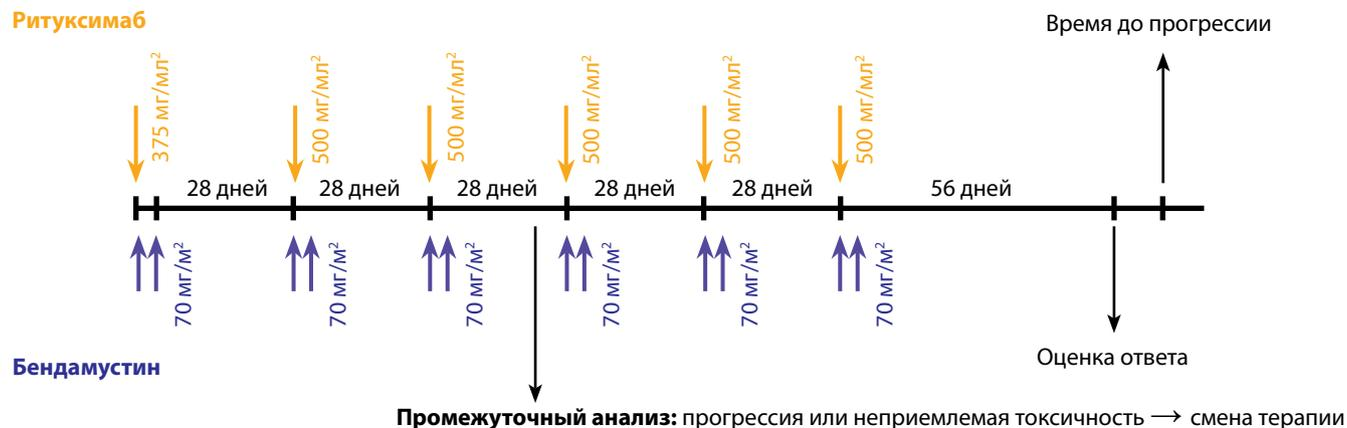 Ритуксимаб
Время до прогрессии
375 мг/мл²
500 мг/мл²
500 мг/мл²
500 мг/мл²
500 мг/мл²
500 мг/мл²
28 дней
28 дней
28 дней
28 дней
28 дней
56 дней
70 мг/м²
70 мг/м²
70 мг/м²
70 мг/м²
70 мг/м²
70 мг/м²
Бендамустин
Оценка ответа
Промежуточный анализ: прогрессия или неприемлемая токсичность → смена терапии